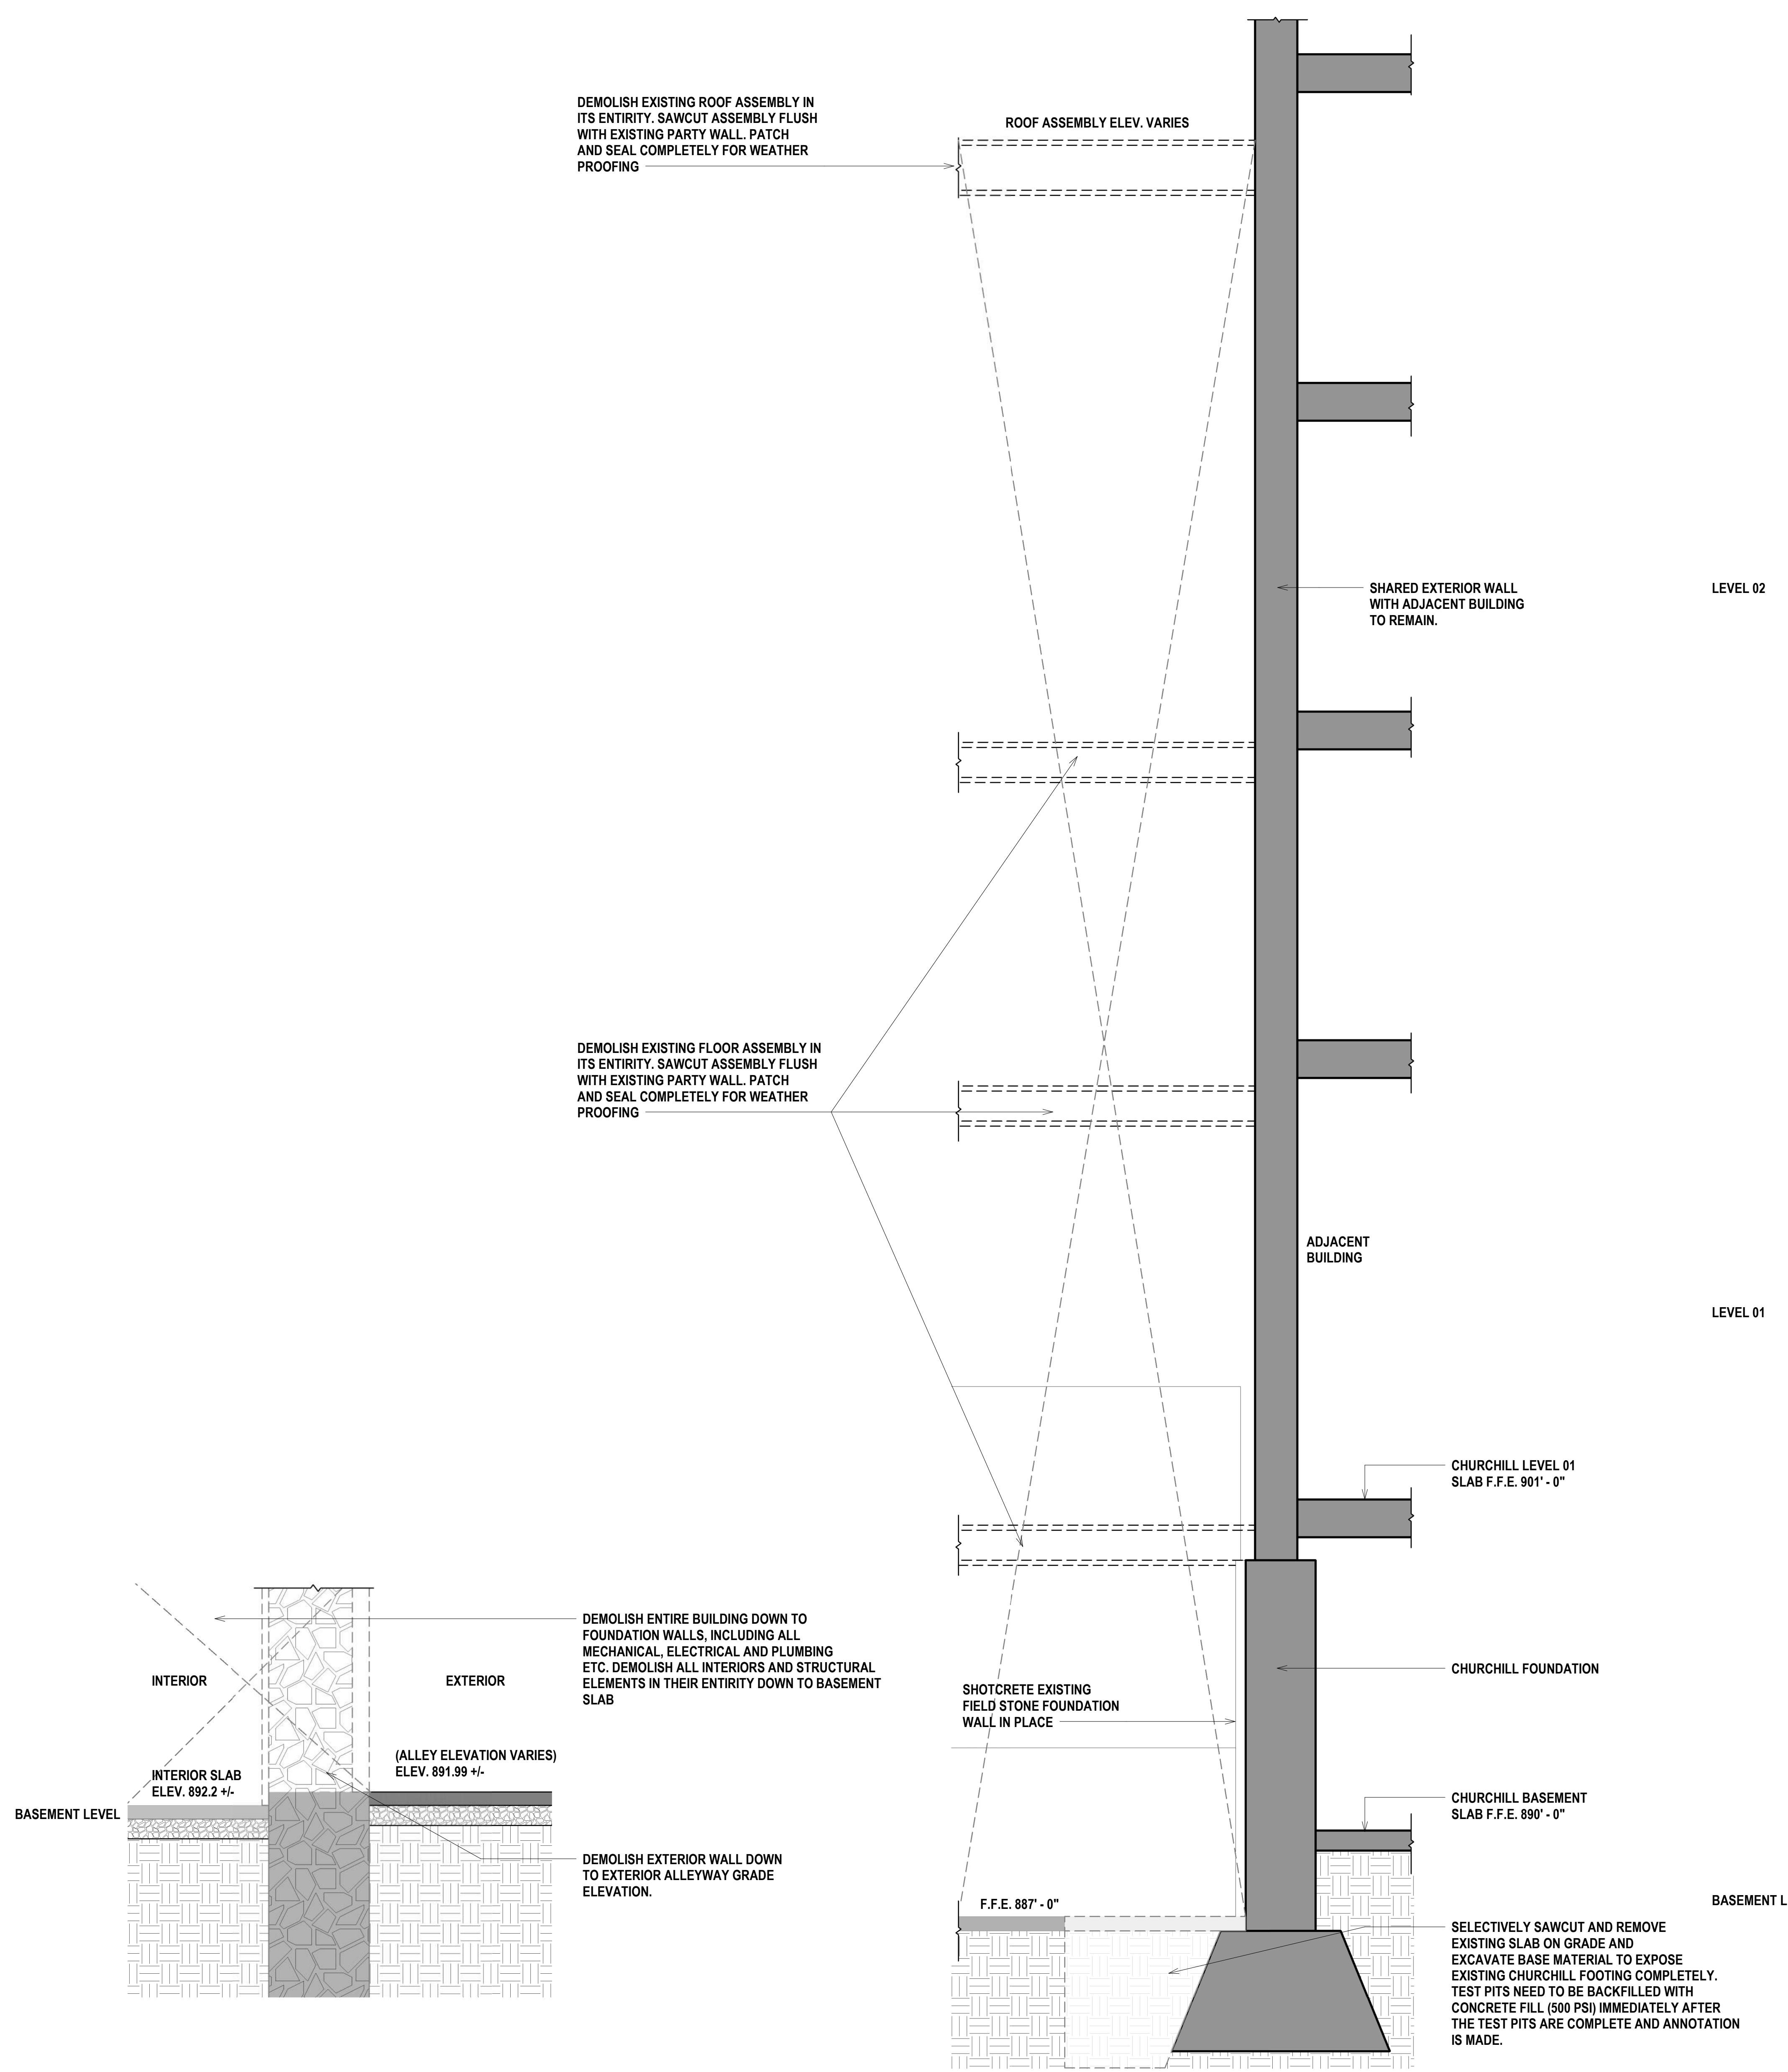 DEMOLISH EXISTING ROOF ASSEMBLY IN
ITS ENTIRITY. SAWCUT ASSEMBLY FLUSH
WITH EXISTING PARTY WALL. PATCH
AND SEAL COMPLETELY FOR WEATHER
PROOFING
ROOF ASSEMBLY ELEV. VARIES
SHARED EXTERIOR WALL
WITH ADJACENT BUILDING
TO REMAIN.
LEVEL 02
DEMOLISH EXISTING FLOOR ASSEMBLY IN
ITS ENTIRITY. SAWCUT ASSEMBLY FLUSH
WITH EXISTING PARTY WALL. PATCH
AND SEAL COMPLETELY FOR WEATHER
PROOFING
ADJACENT
BUILDING
LEVEL 01
CHURCHILL LEVEL 01
SLAB F.F.E. 901' - 0"
DEMOLISH ENTIRE BUILDING DOWN TO
FOUNDATION WALLS, INCLUDING ALL
MECHANICAL, ELECTRICAL AND PLUMBING
ETC. DEMOLISH ALL INTERIORS AND STRUCTURAL
ELEMENTS IN THEIR ENTIRITY DOWN TO BASEMENT
SLAB
INTERIOR
EXTERIOR
CHURCHILL FOUNDATION
SHOTCRETE EXISTING
FIELD STONE FOUNDATION
WALL IN PLACE
(ALLEY ELEVATION VARIES)
ELEV. 891.99 +/-
INTERIOR SLAB
ELEV. 892.2 +/-
BASEMENT LEVEL
CHURCHILL BASEMENT
SLAB F.F.E. 890' - 0"
DEMOLISH EXTERIOR WALL DOWN
TO EXTERIOR ALLEYWAY GRADE
ELEVATION.
F.F.E. 887' - 0"
BASEMENT L
SELECTIVELY SAWCUT AND REMOVE
EXISTING SLAB ON GRADE AND
EXCAVATE BASE MATERIAL TO EXPOSE
EXISTING CHURCHILL FOOTING COMPLETELY.
TEST PITS NEED TO BE BACKFILLED WITH
CONCRETE FILL (500 PSI) IMMEDIATELY AFTER
THE TEST PITS ARE COMPLETE AND ANNOTATION
IS MADE.